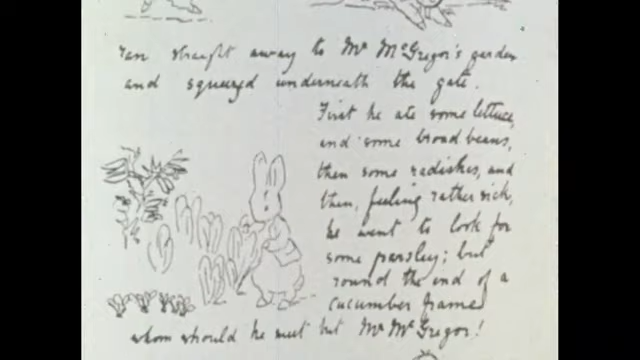 ran straight away to Mr McGregor's garden
and squeezed underneath the gate.
First he ate some lettuce,
and some broad beans,
then some radishes, and
then, feeling rather sick,
he went to look for
some parsley; but
round the end of a
cucumber frame
whom should he meet but Mr McGregor!